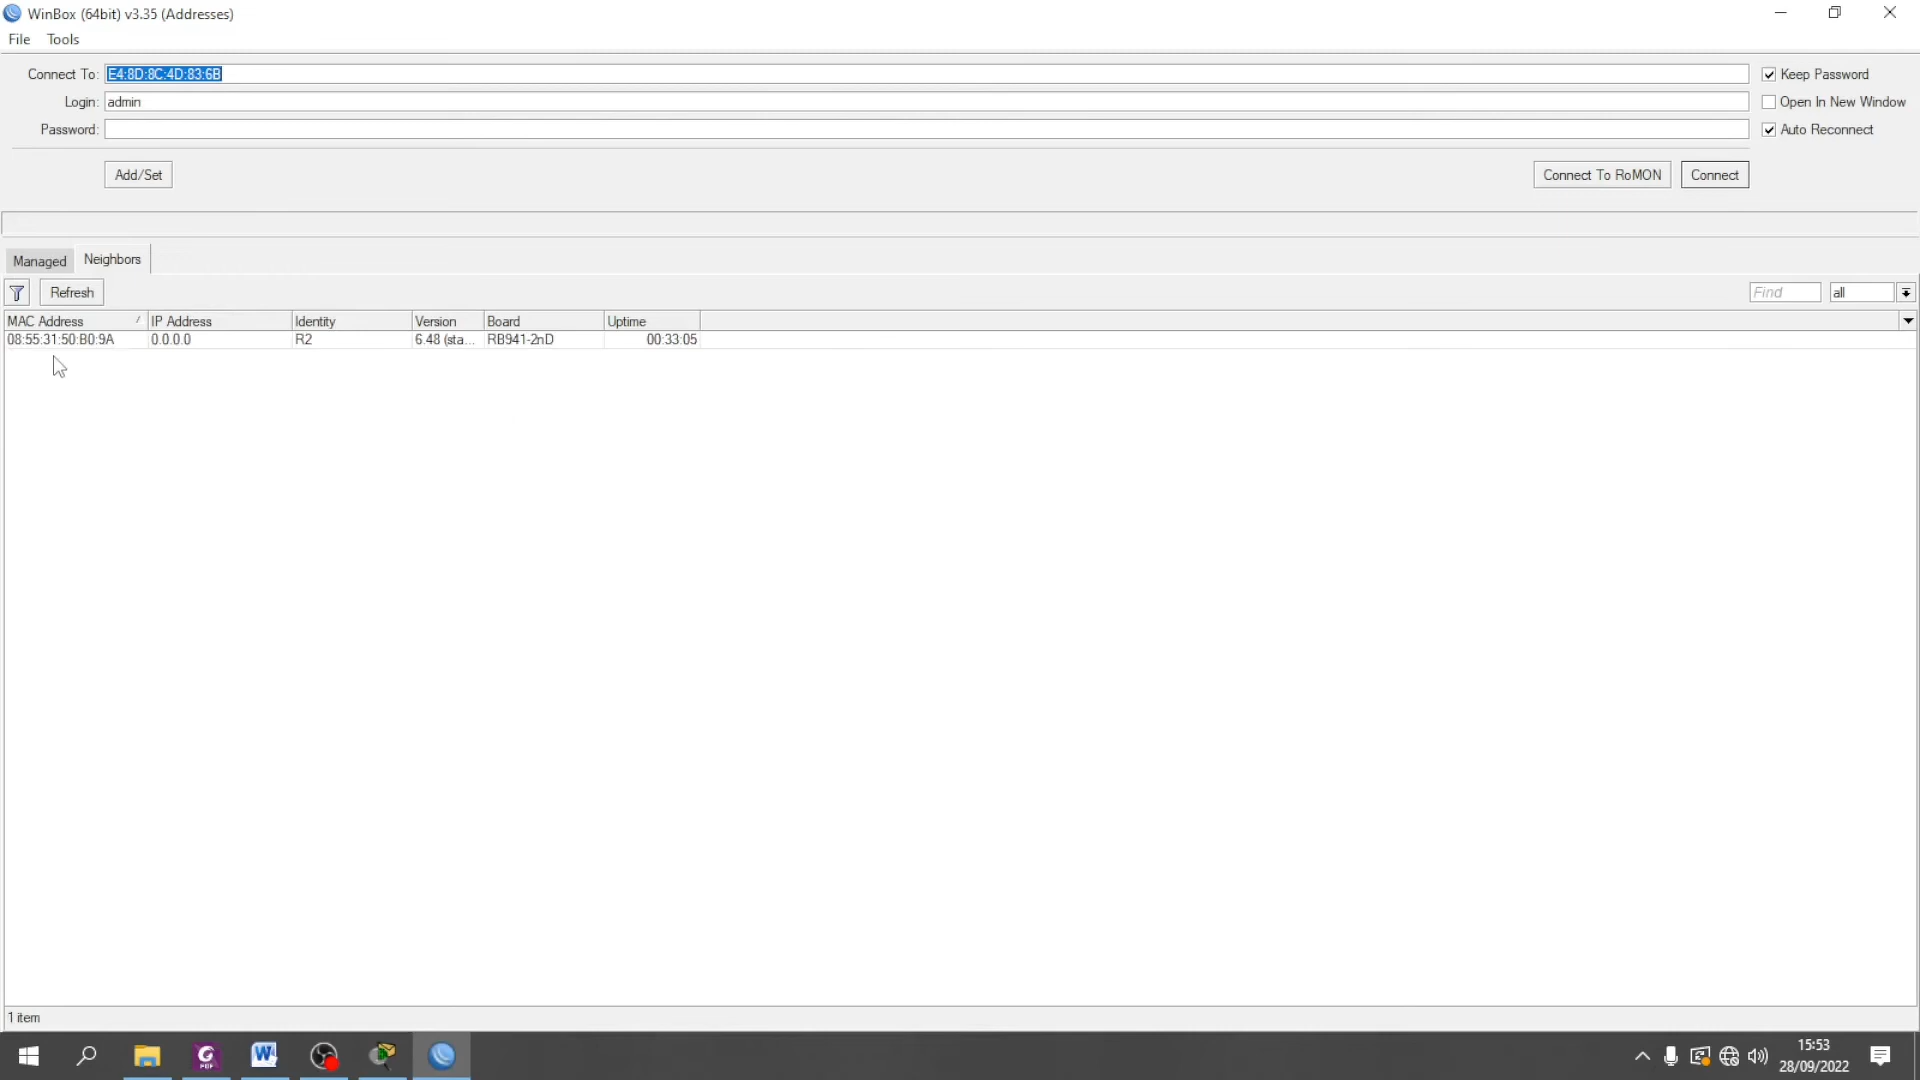 WinBox (64bit) v3.35 (Addresses)
File Tools
Connect To: E4:8D:8C:4D:83:6B Keep Password
Login: admin Open In New Window
Password: Auto Reconnect
Add/Set Connect To RoMON Connect
Managed Neighbors
Refresh Find all
MAC Address / IP Address Identity Version Board Uptime
08:55:31:50:B0:9A 0.0.0.0 R2 6.48 (sta... RB941-2nD 00:33:05
1 item
15:53
28/09/2022